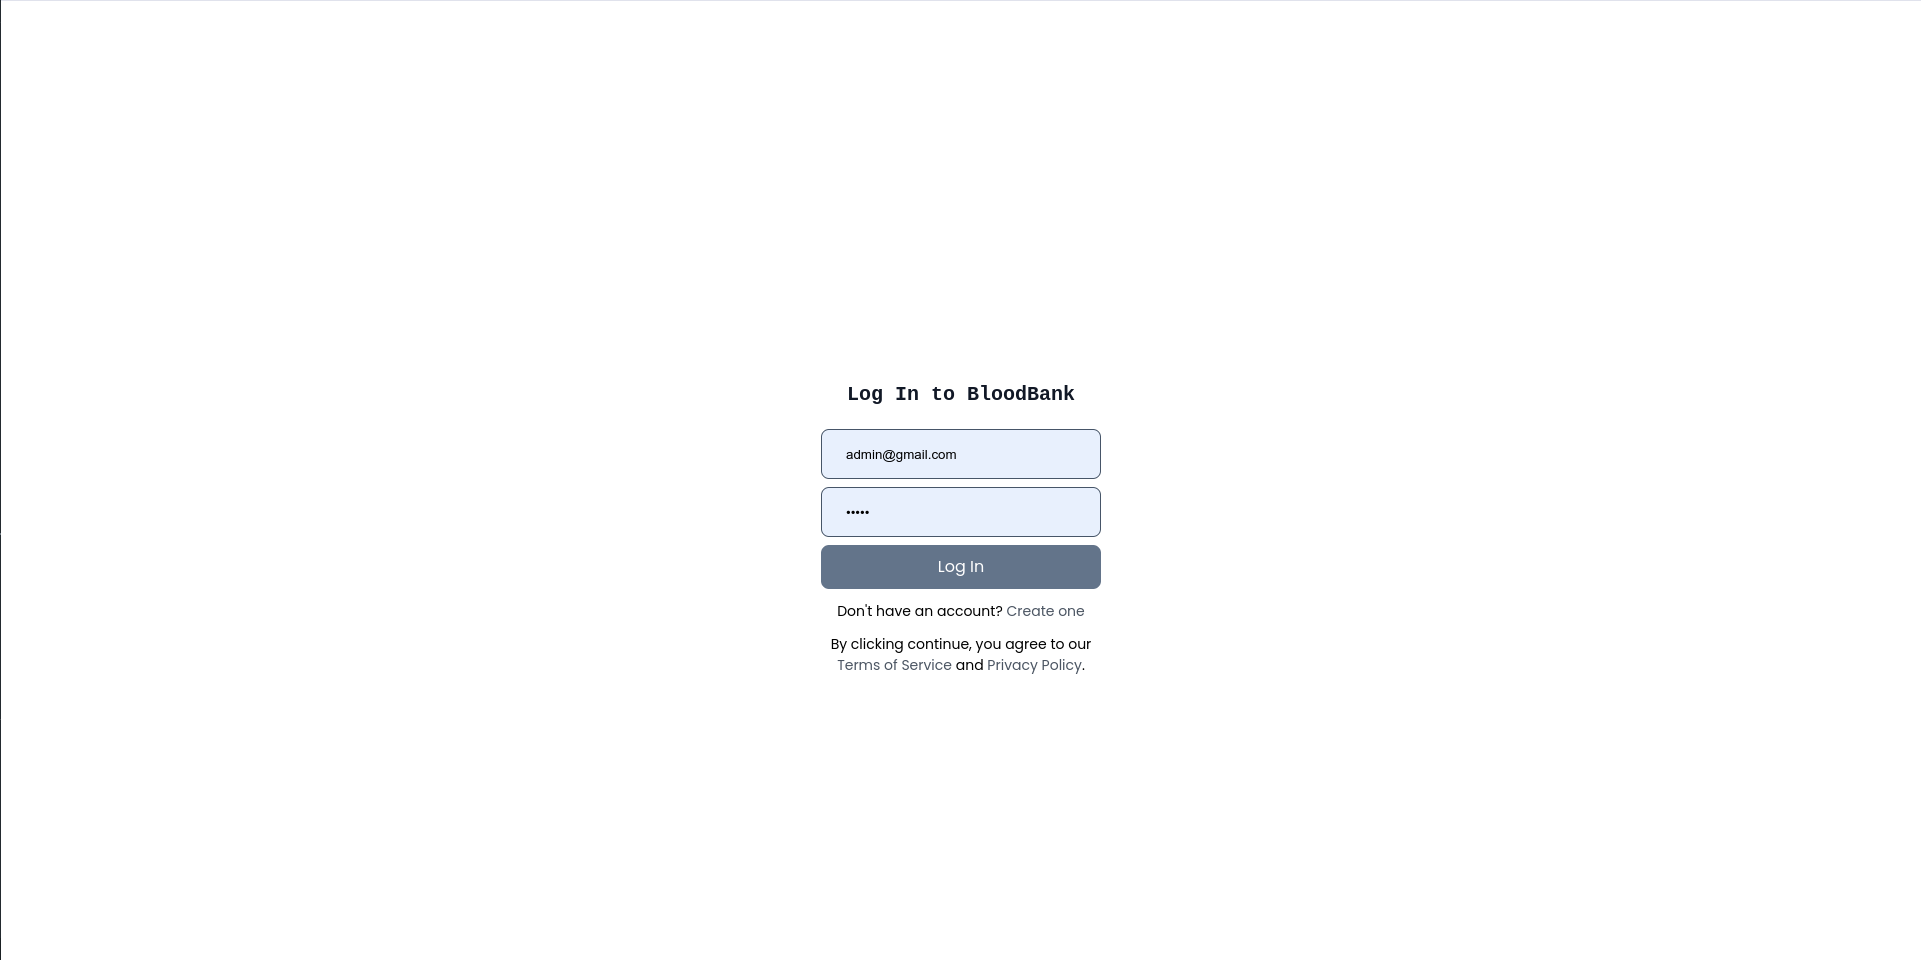 Log In to BloodBank
admin@gmail.com
•••••
Log In
Don't have an account? Create one
By clicking continue, you agree to our
Terms of Service and Privacy Policy.